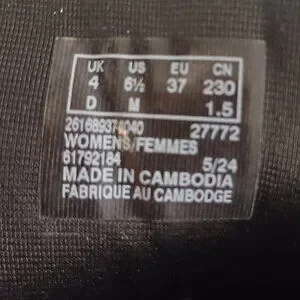 UK US EU CN
4 6½ 37 230
D M 1.5
261689374040 27772
WOMENS/FEMMES
61792184 5/24
MADE IN CAMBODIA
FABRIQUE AU CAMBODGE